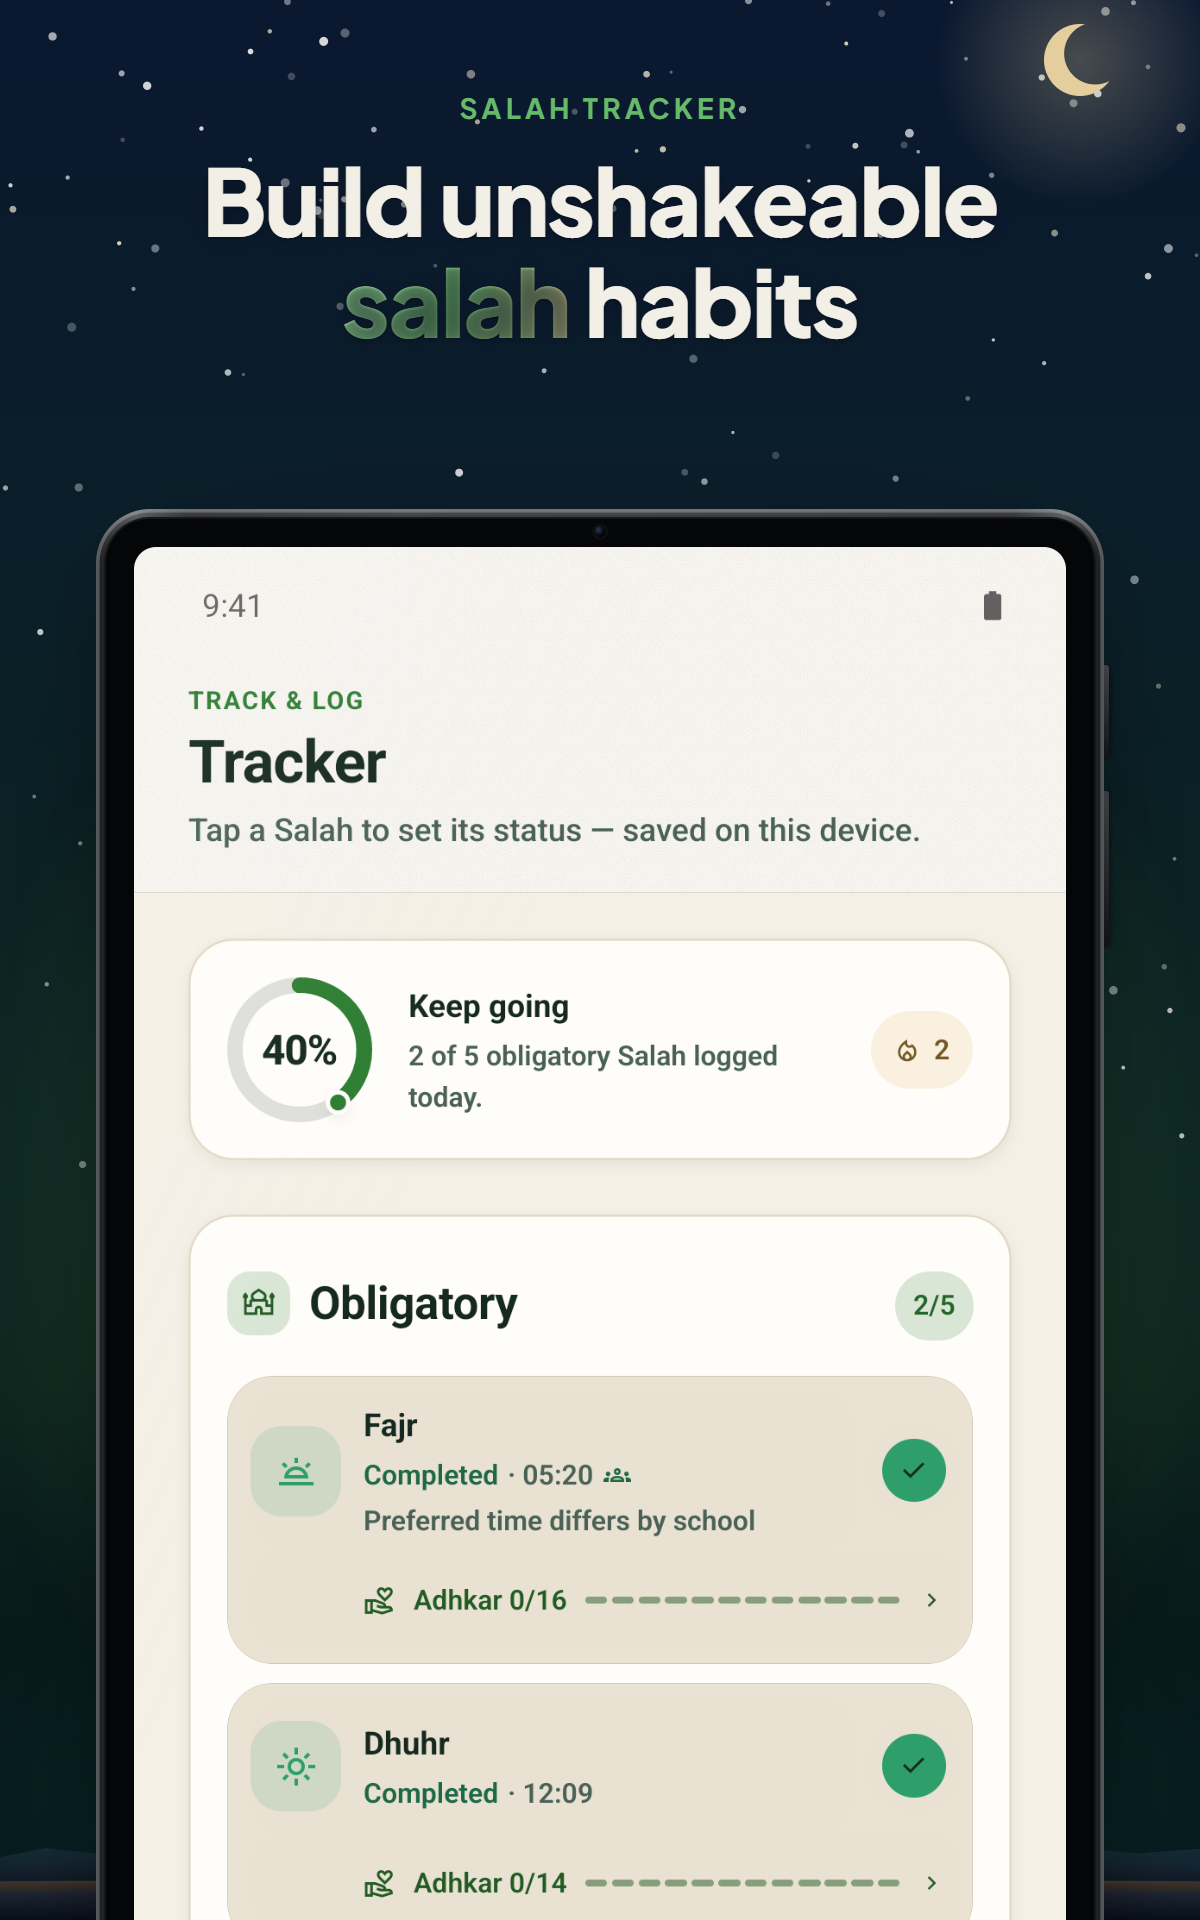 SALAH TRACKER
Build unshakeable
salah habits
9:41
TRACK & LOG
Tracker
Tap a Salah to set its status — saved on this device.
40%
Keep going
2 of 5 obligatory Salah logged
today.
2
Obligatory
2/5
Fajr
Completed · 05:20
Preferred time differs by school
Adhkar 0/16
Dhuhr
Completed · 12:09
Adhkar 0/14